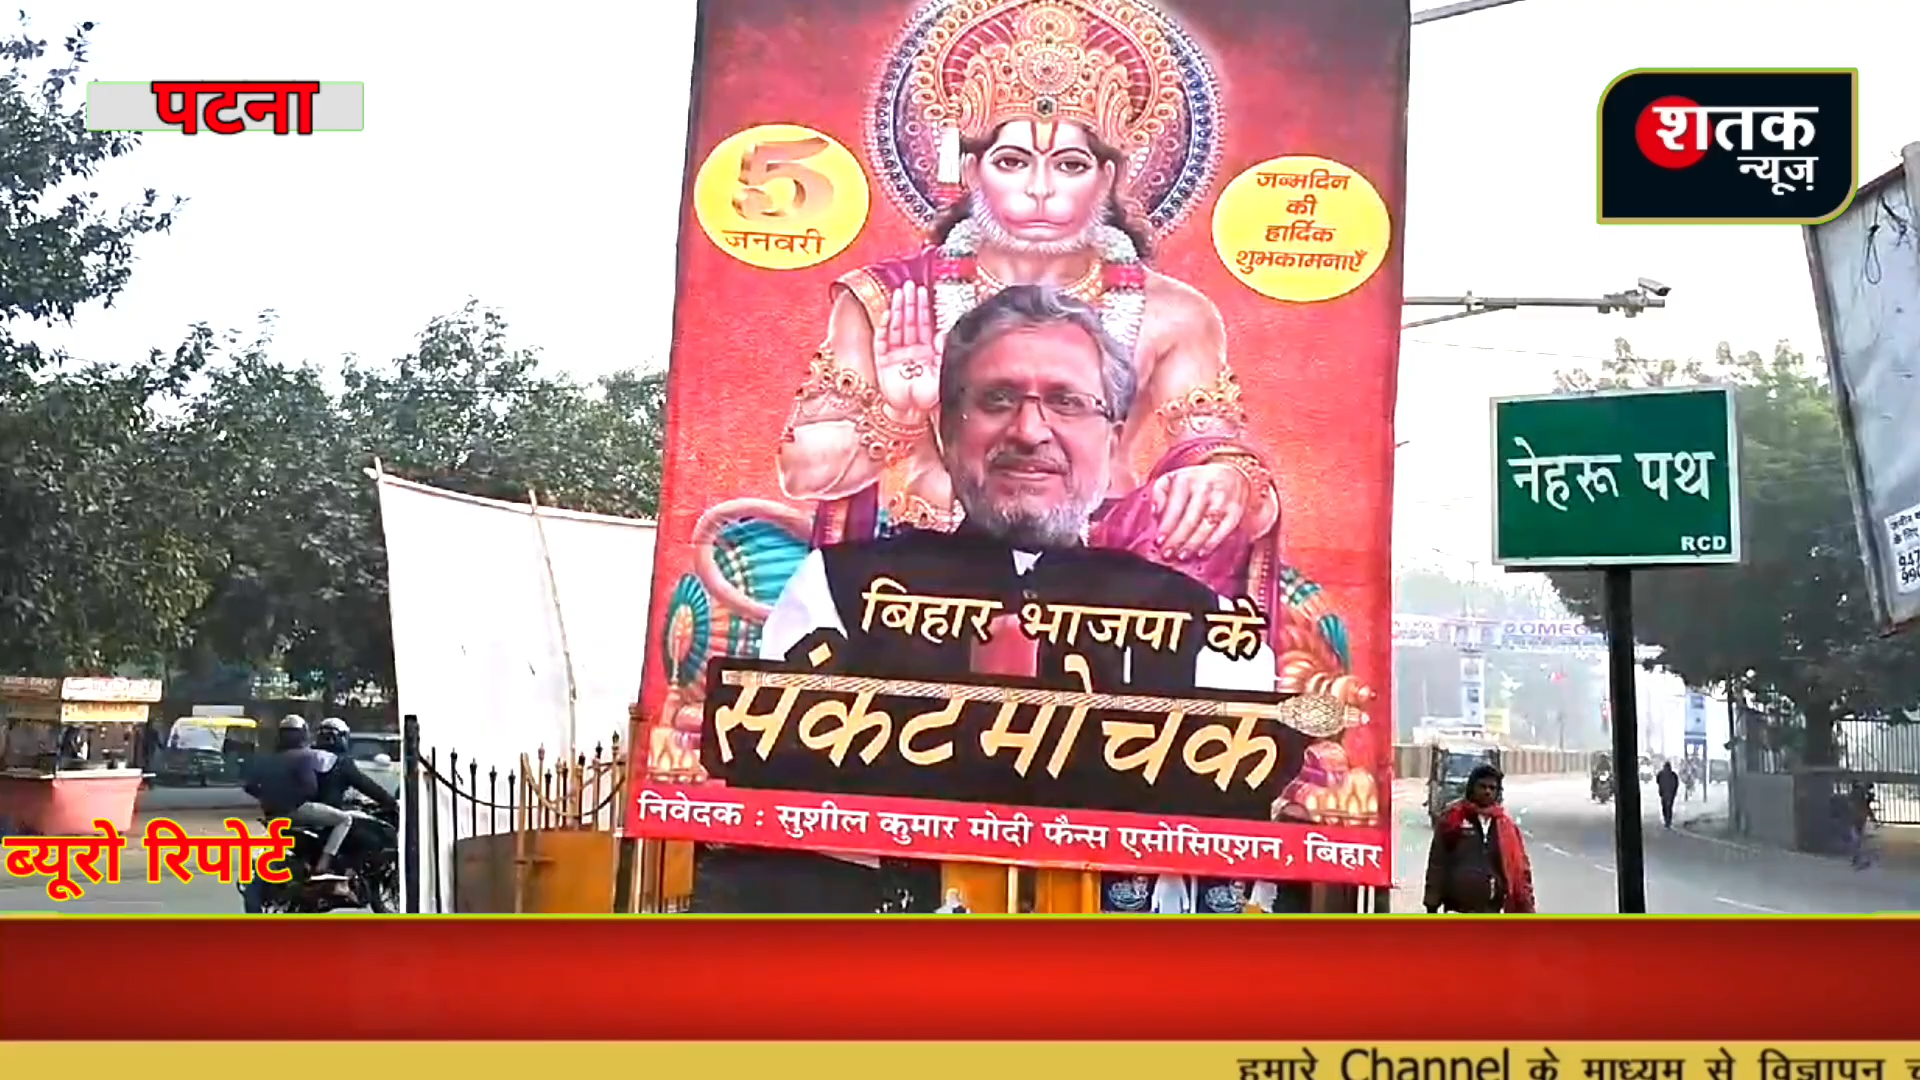 पटना
शतक
न्यूज़
5
जनवरी
जन्मदिन
की
हार्दिक
शुभकामनाएँ
नेहरू पथ
RCD
बिहार भाजपा के
संकटमोचक
निवेदक : सुशील कुमार मोदी फैन्स एसोसिएशन, बिहार
ब्यूरो रिपोर्ट
हमारे Channel के माध्यम से विज्ञापन